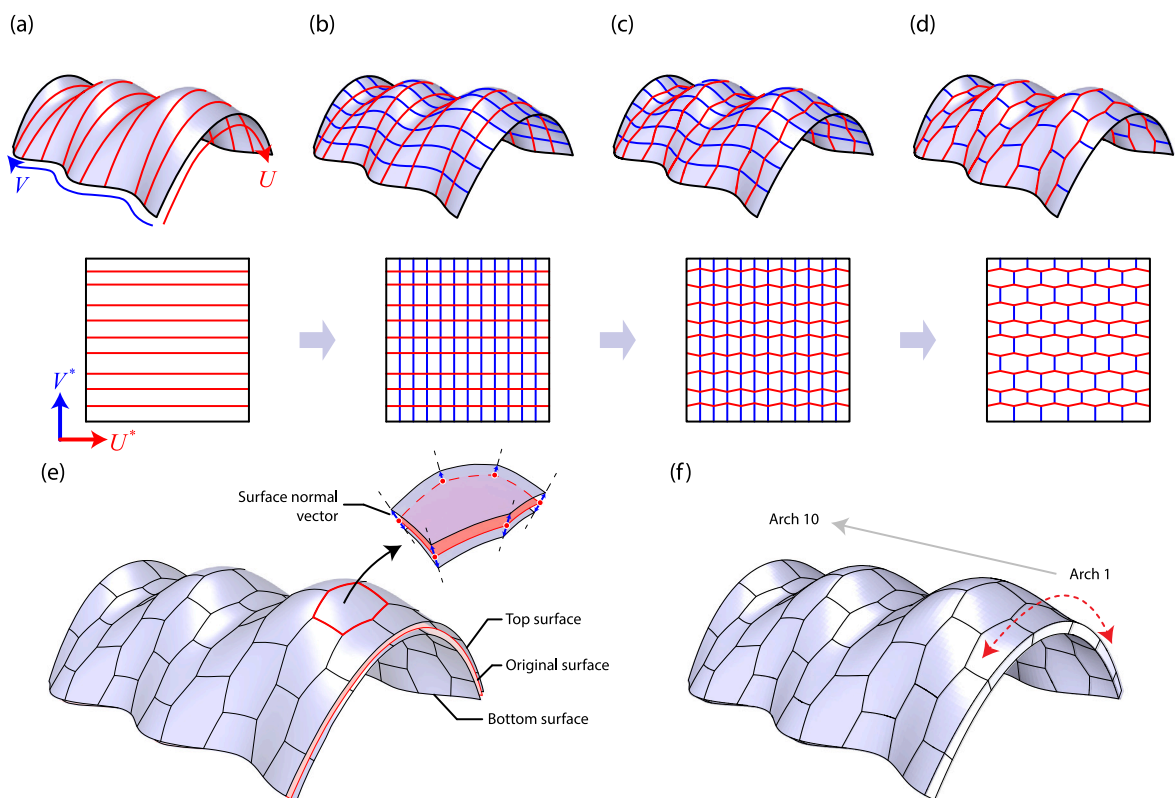 (a)
(b)
(c)
(d)
V
U
V*
U*
(e)
(f)
Surface normal
vector
Arch 10
Arch 1
Top surface
Original surface
Bottom surface